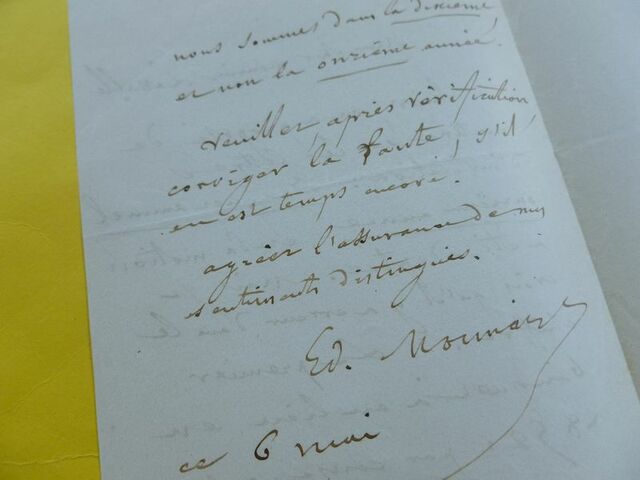 nous sommes dans la dixième
et non la onzième année.
veuillez, après vérification
corriger la faute, s'il
en est temps encore.
agréer l'assurance de mes
sentiments distingués.
Ed. Mounier
ce 6 mai